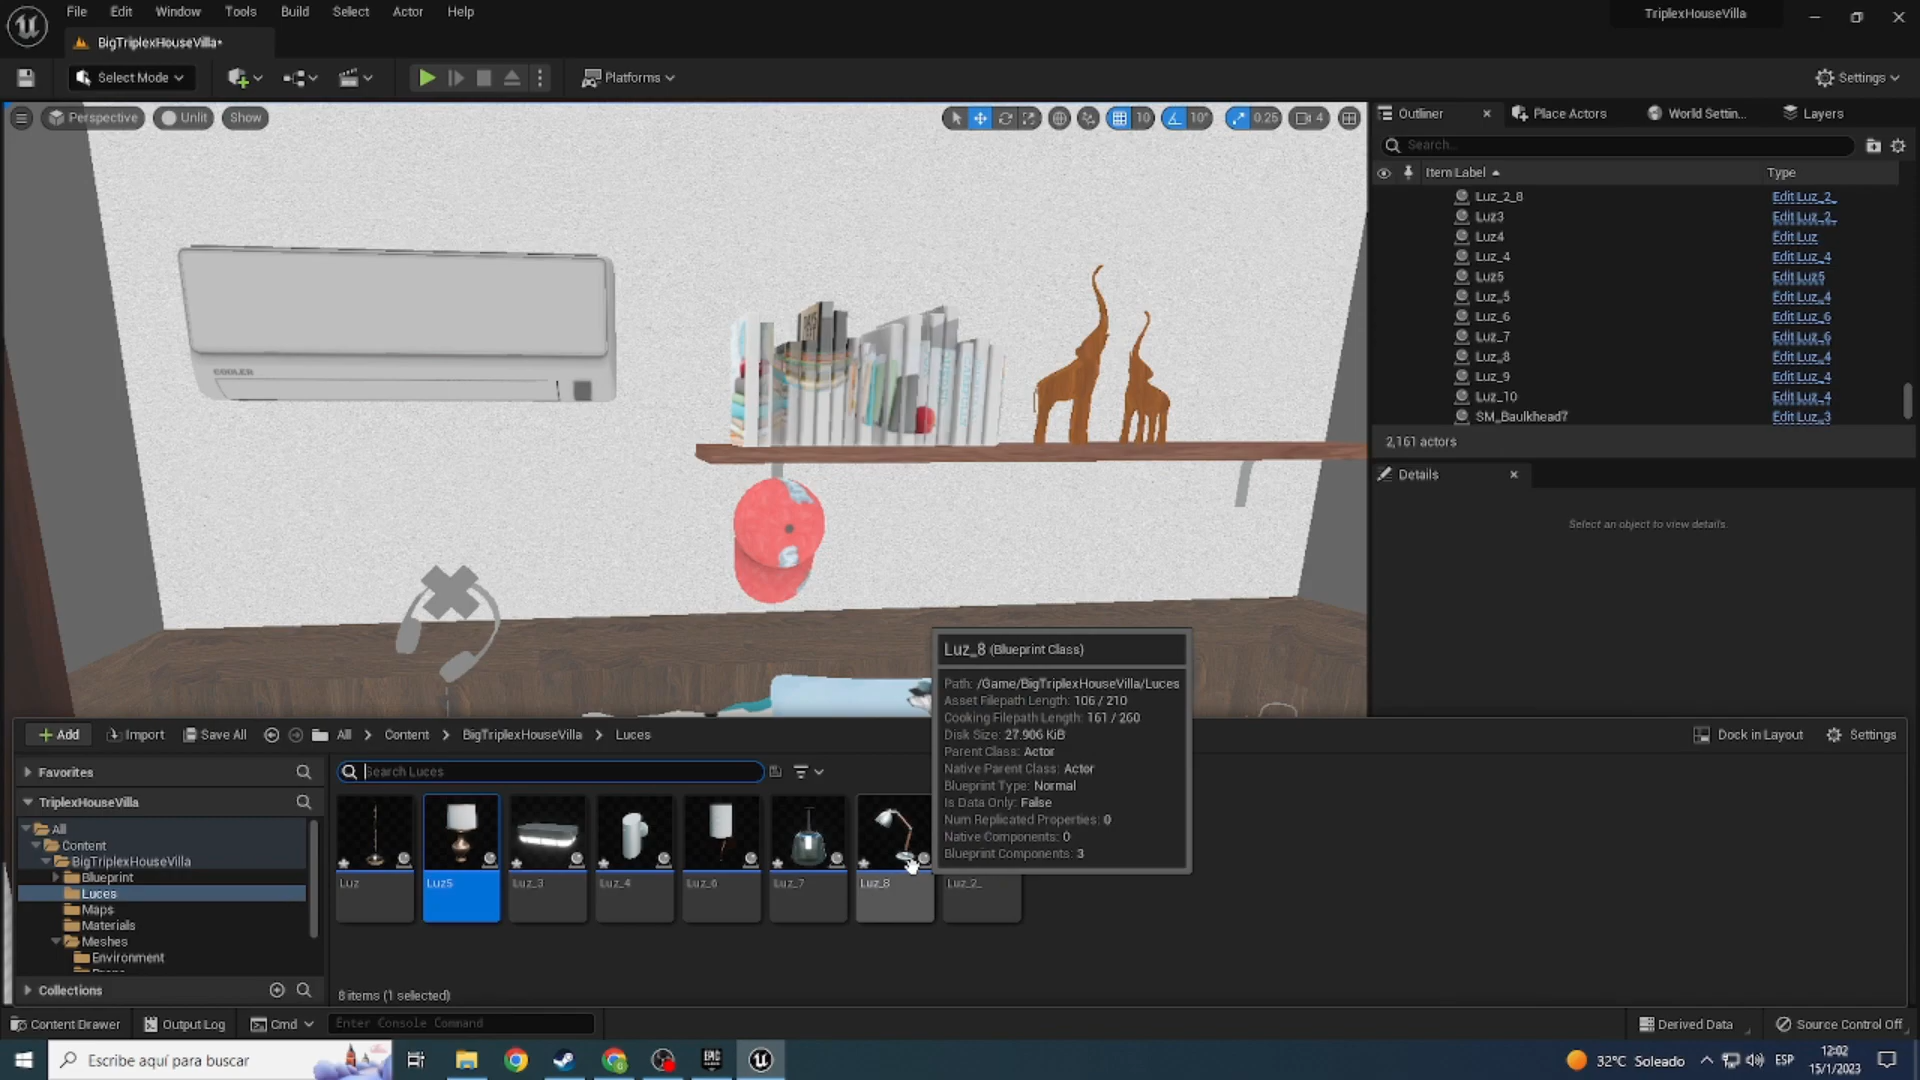 File Edit Window Tools Build Select Actor Help
TriplexHouseVilla
BigTriplexHouseVilla*
Select Mode
Platforms
Settings
Perspective Unlit Show
10 10° 0.25 4
Outliner
Place Actors
World Settin...
Layers
Search...
Item Label Type
Luz_2_8 Edit Luz_2_
Luz3 Edit Luz_2_
Luz4 Edit Luz
Luz_4 Edit Luz_4
Luz5 Edit Luz5
Luz_5 Edit Luz_4
Luz_6 Edit Luz_6
Luz_7 Edit Luz_6
Luz_8 Edit Luz_4
Luz_9 Edit Luz_4
Luz_10 Edit Luz_4
SM_Baulkhead7 Edit Luz_3
2,161 actors
Details
Select an object to view details.
COOLER
Luz_8 (Blueprint Class)
Path: /Game/BigTriplexHouseVilla/Luces
Asset Filepath Length: 106 / 210
Cooking Filepath Length: 161 / 260
Disk Size: 27.906 KiB
Parent Class: Actor
Native Parent Class: Actor
Blueprint Type: Normal
Is Data Only: False
Num Replicated Properties: 0
Native Components: 0
Blueprint Components: 3
Add Import Save All All > Content > BigTriplexHouseVilla > Luces
Dock in Layout Settings
Favorites
Search Luces
TriplexHouseVilla
All
Content
BigTriplexHouseVilla
Blueprint
Luces
Maps
Materials
Meshes
Environment
Luz Luz5 Luz_3 Luz_4 Luz_6 Luz_7 Luz_8 Luz_2_
Collections
8 items (1 selected)
Content Drawer Output Log Cmd Enter Console Command
Derived Data Source Control Off
Escribe aquí para buscar
EPIC
32°C Soleado ESP
12:02
15/1/2023